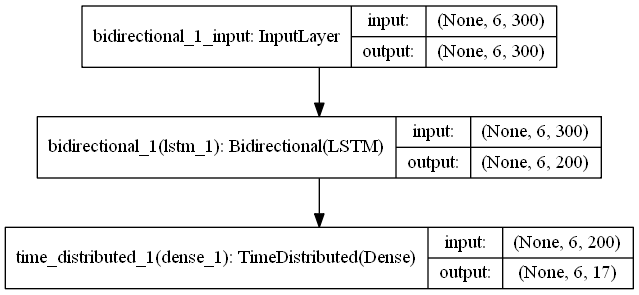 bidirectional_1_input: InputLayer
input: (None, 6, 300)
output: (None, 6, 300)
bidirectional_1(lstm_1): Bidirectional(LSTM)
input: (None, 6, 300)
output: (None, 6, 200)
time_distributed_1(dense_1): TimeDistributed(Dense)
input: (None, 6, 200)
output: (None, 6, 17)